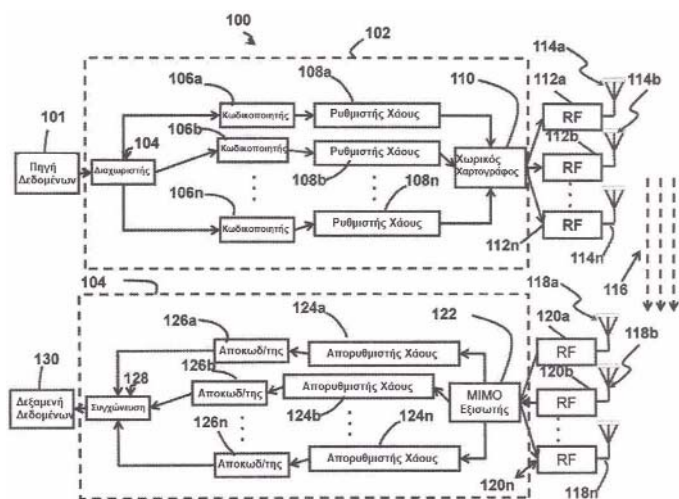 100
102
101
Πηγή
Δεδομένων
104
Διαχωριστής
106a
Κωδικοποιητής
106b
Κωδικοποιητής
106n
Κωδικοποιητής
108a
Ρυθμιστής Χάους
Ρυθμιστής Χάους
108b
108n
Ρυθμιστής Χάους
110
Χωρικός
Χαρτογράφος
112a
RF
112b
RF
112n
RF
114a
114b
114n
116
104
130
Δεξαμενή
Δεδομένων
128
Συγχώνευση
126a
Αποκωδ/της
126b
Αποκωδ/της
126n
Αποκωδ/της
124a
Απορυθμιστής Χάους
Απορυθμιστής Χάους
124b
124n
Απορυθμιστής Χάους
122
MIMO
Εξισωτής
120a
RF
120b
RF
120n
RF
118a
118b
118n